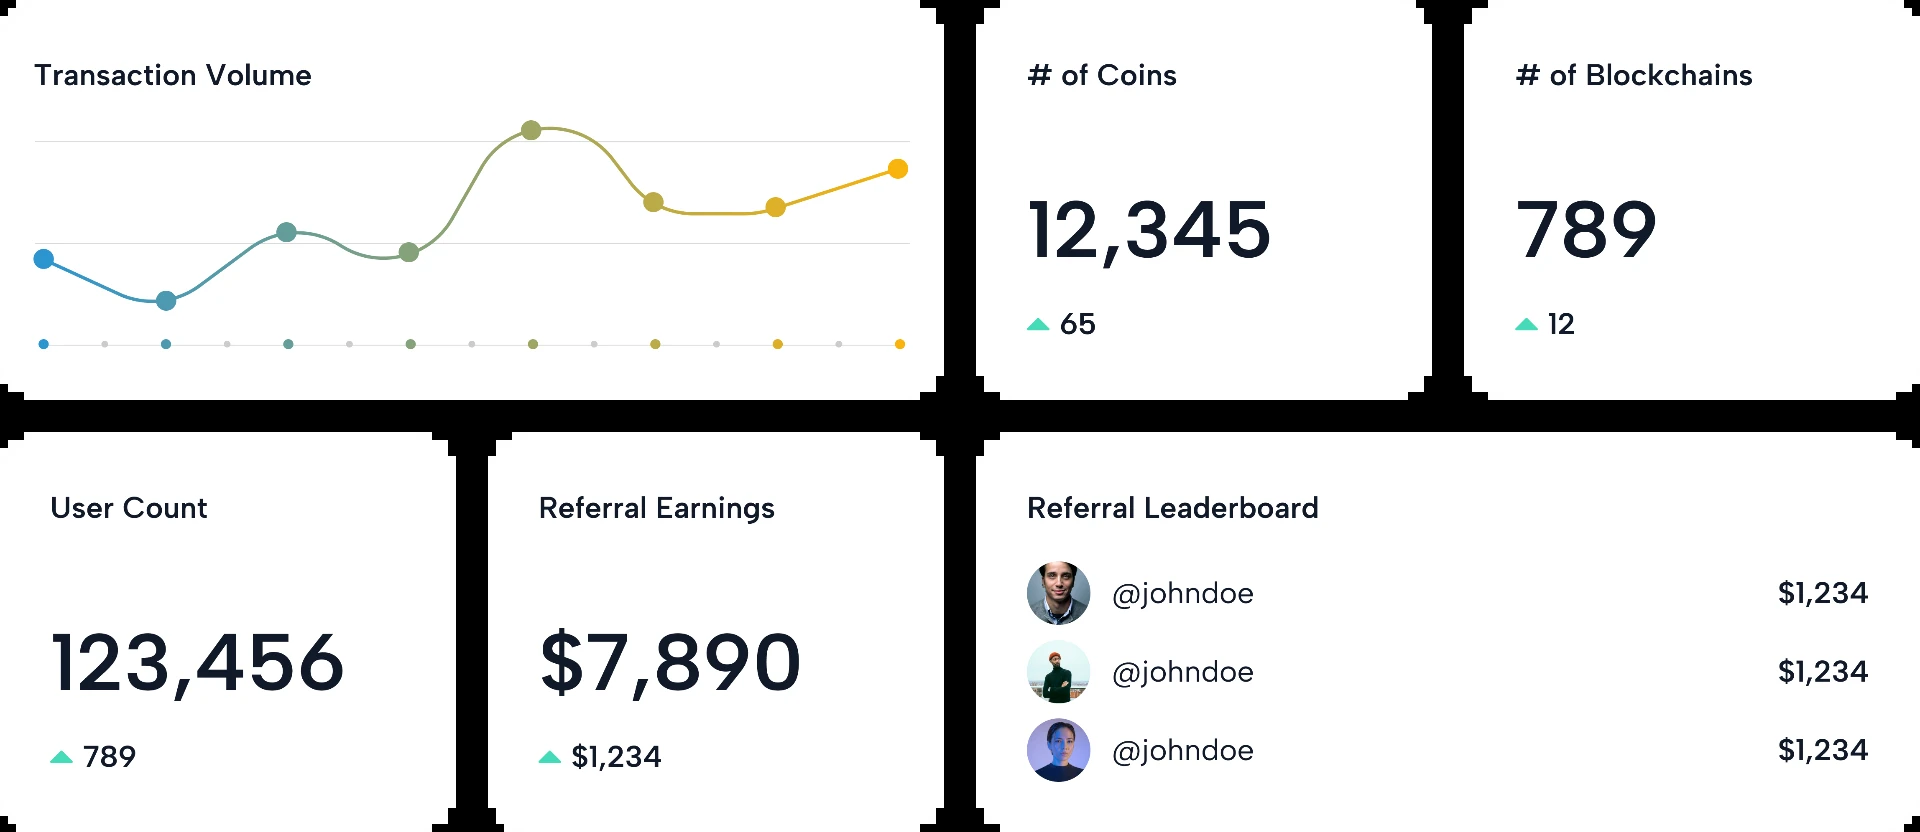 Transaction Volume
# of Coins
12,345
65
# of Blockchains
789
12
User Count
123,456
789
Referral Earnings
$7,890
$1,234
Referral Leaderboard
@johndoe $1,234
@johndoe $1,234
@johndoe $1,234